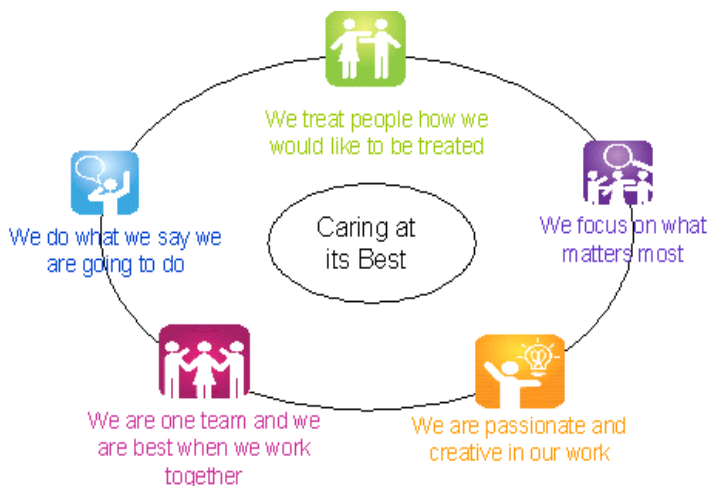 We treat people how we
would like to be treated
We focus on what
matters most
We are passionate and
creative in our work
We are one team and we
are best when we work
together
We do what we say we
are going to do
Caring at
its Best